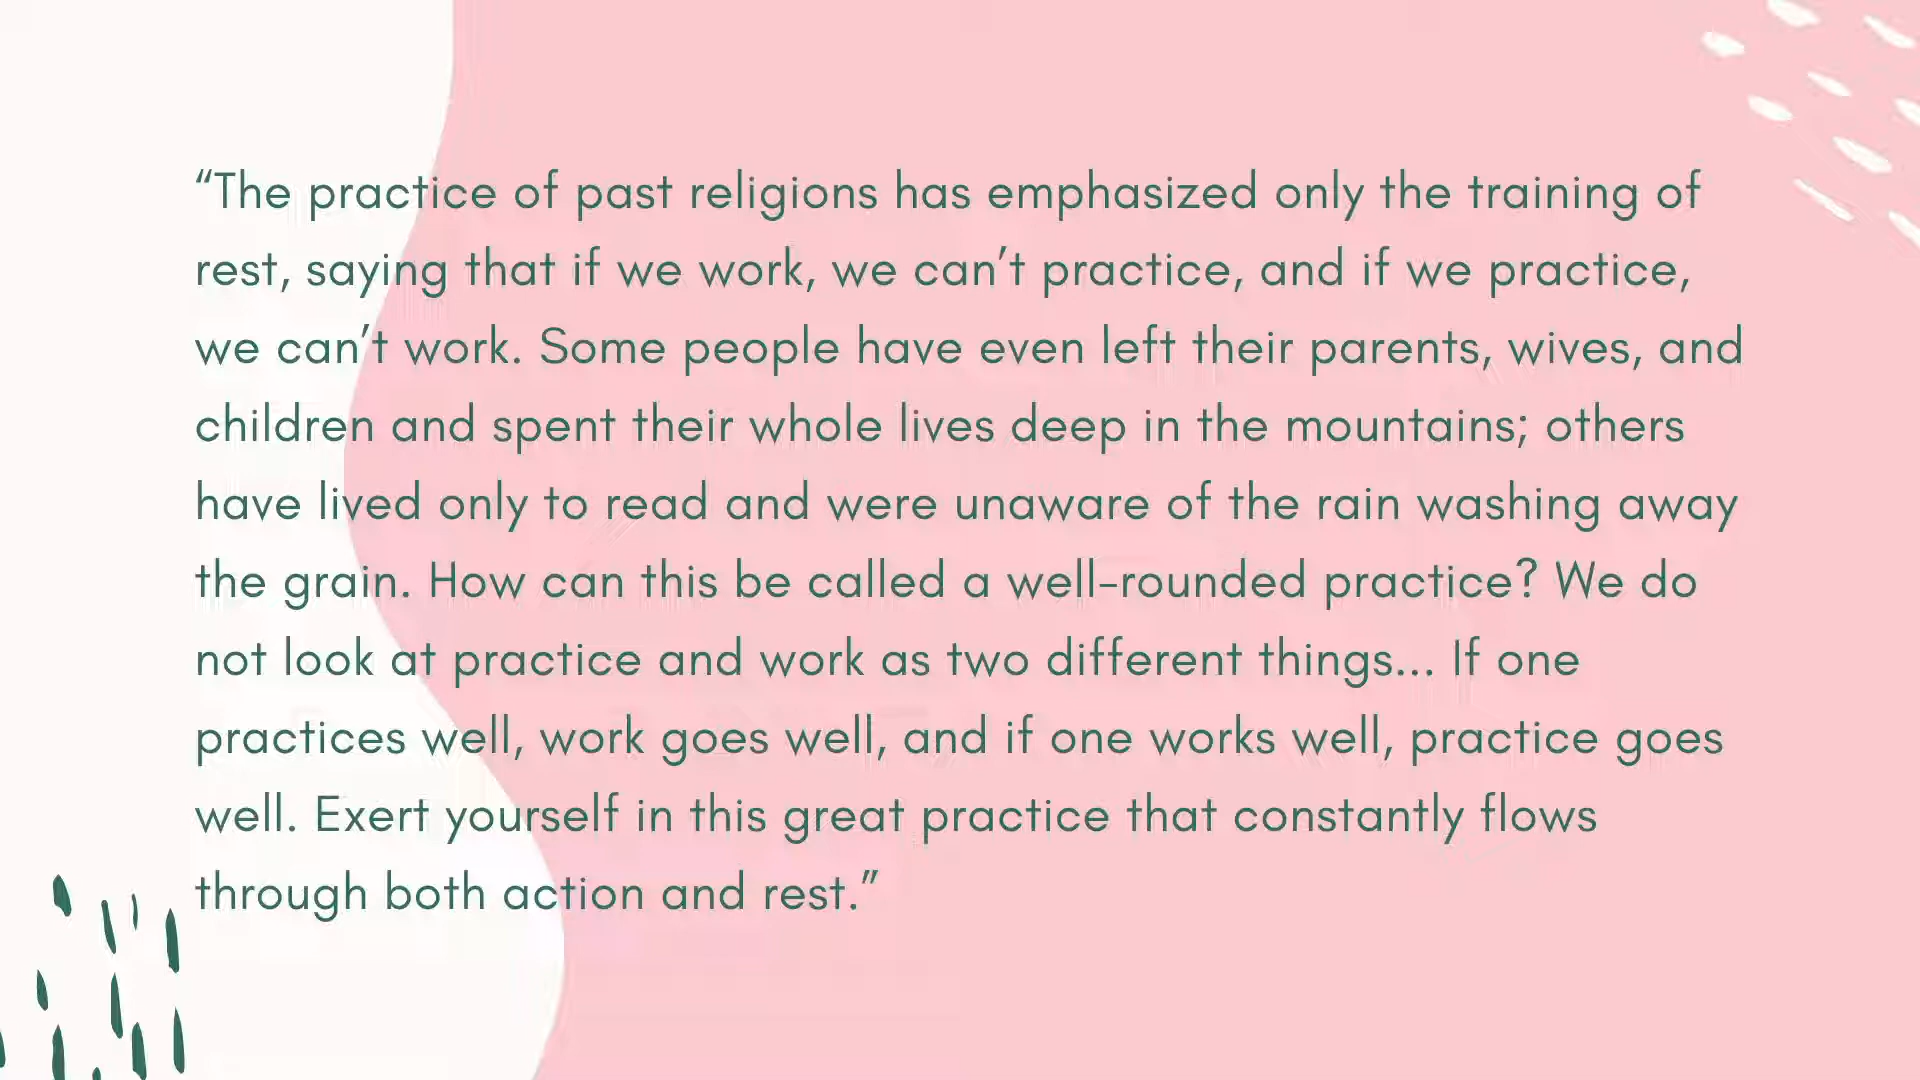 “The practice of past religions has emphasized only the training of
rest, saying that if we work, we can’t practice, and if we practice,
we can’t work. Some people have even left their parents, wives, and
children and spent their whole lives deep in the mountains; others
have lived only to read and were unaware of the rain washing away
the grain. How can this be called a well-rounded practice? We do
not look at practice and work as two different things... If one
practices well, work goes well, and if one works well, practice goes
well. Exert yourself in this great practice that constantly flows
through both action and rest.”